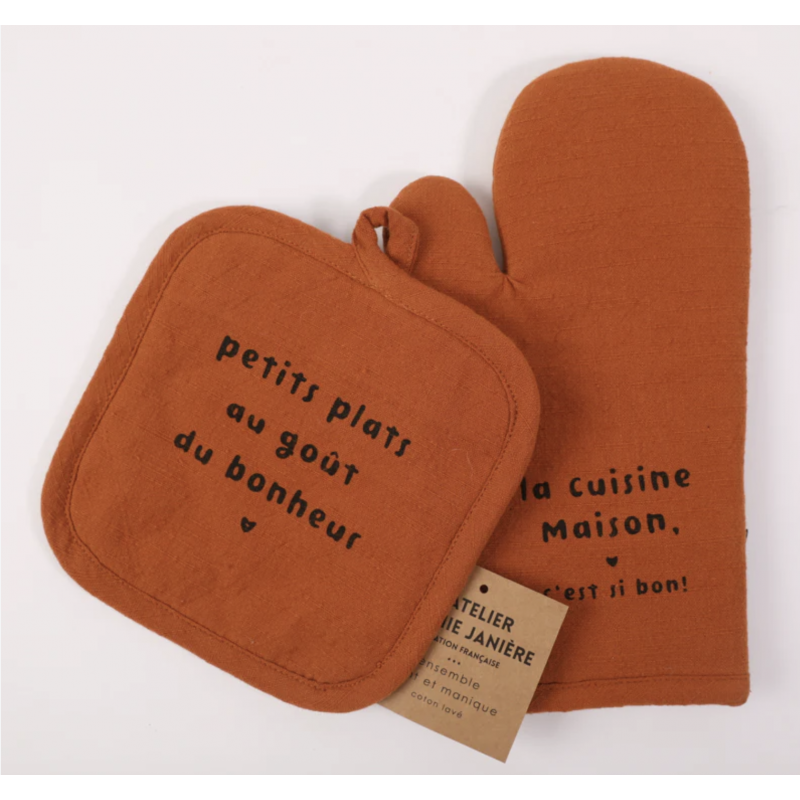 petits plats
au goût
du bonheur
la cuisine
Maison,
c'est si bon!
ATELIER
JANIÈRE
FRANÇAISE
ensemble
et manique
coton lavé